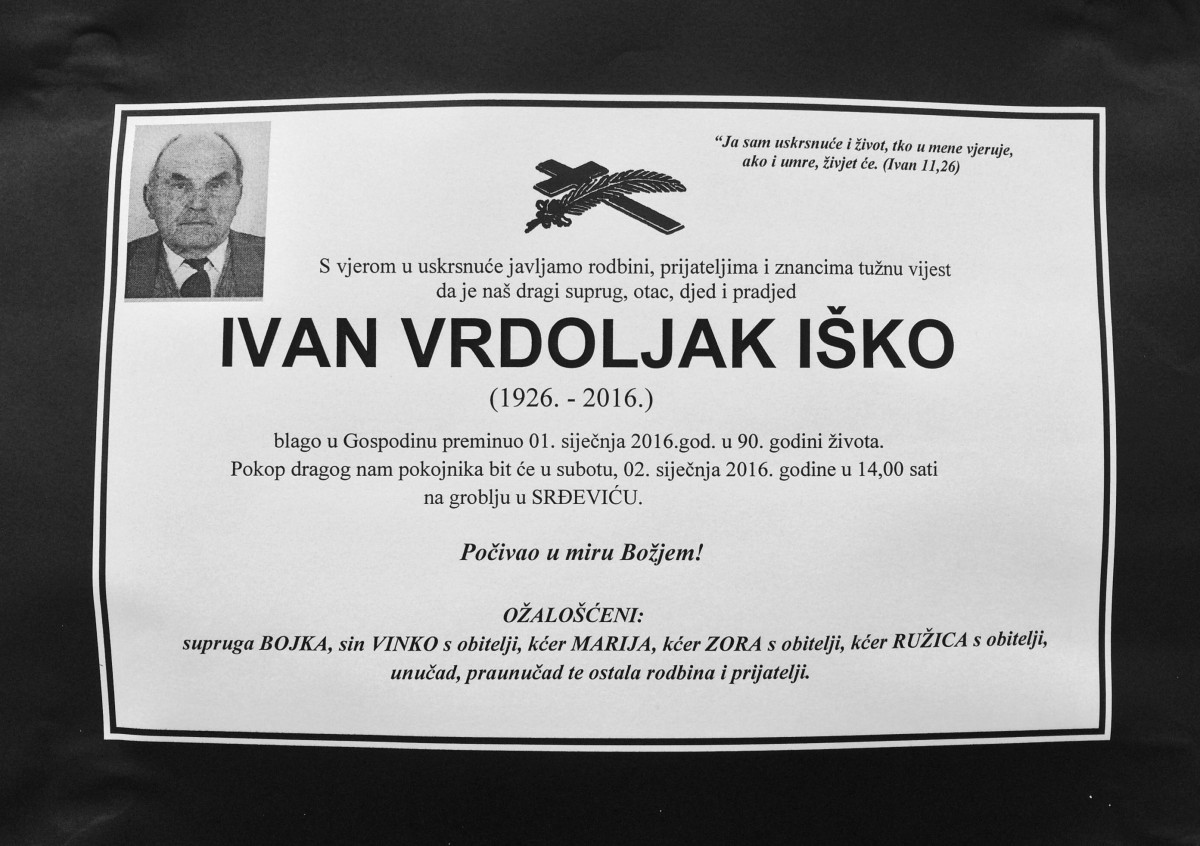 “Ja sam uskrsnuće i život, tko u mene vjeruje,
ako i umre, živjet će. (Ivan 11,26)
S vjerom u uskrsnuće javljamo rodbini, prijateljima i znancima tužnu vijest
da je naš dragi suprug, otac, djed i pradjed
IVAN VRDOLJAK IŠKO
(1926. - 2016.)
blago u Gospodinu preminuo 01. siječnja 2016.god. u 90. godini života.
Pokop dragog nam pokojnika bit će u subotu, 02. siječnja 2016. godine u 14,00 sati
na groblju u SRĐEVIĆU.
Počivao u miru Božjem!
OŽALOŠĆENI:
supruga BOJKA, sin VINKO s obitelji, kćer MARIJA, kćer ZORA s obitelji, kćer RUŽICA s obitelji,
unučad, praunučad te ostala rodbina i prijatelji.